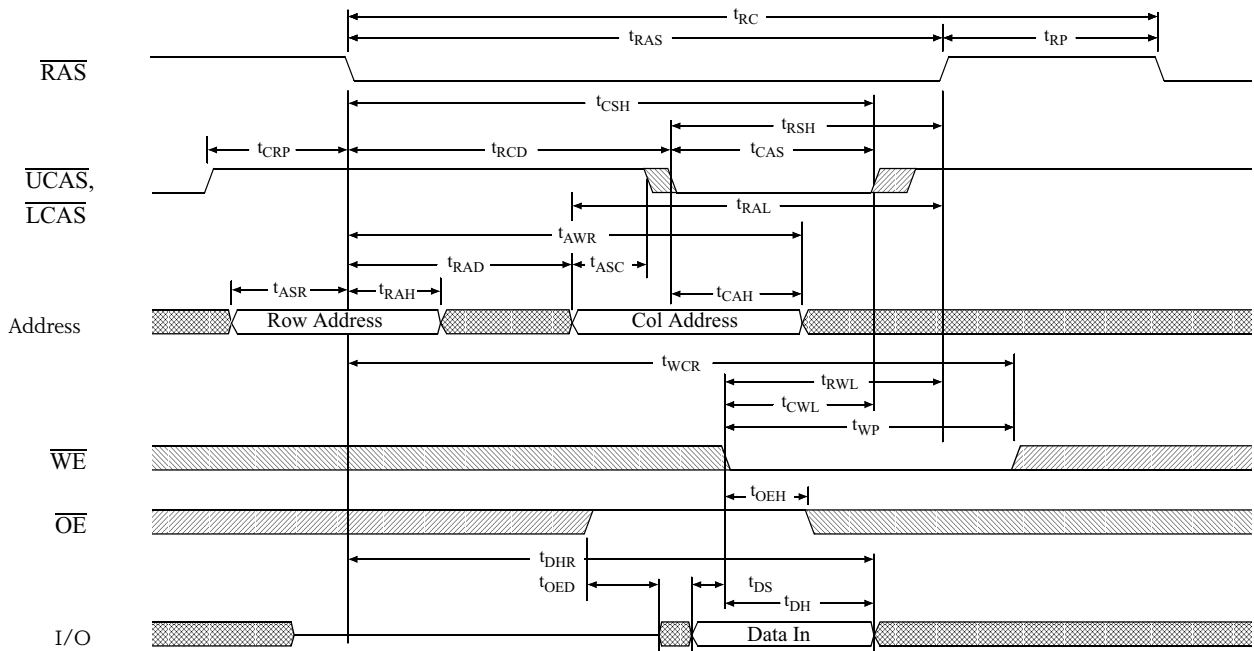 tRC
tRAS tRP
RAS
tCSH
tRSH
tCRP tRCD tCAS
UCAS,
LCAS
tRAL
tAWR
tRAD tASC
tASR tRAH tCAH
Address Row Address Col Address
tWCR
tRWL
tCWL
tWP
WE
tOEH
OE
tDHR
tOED tDS
tDH
I/O Data In